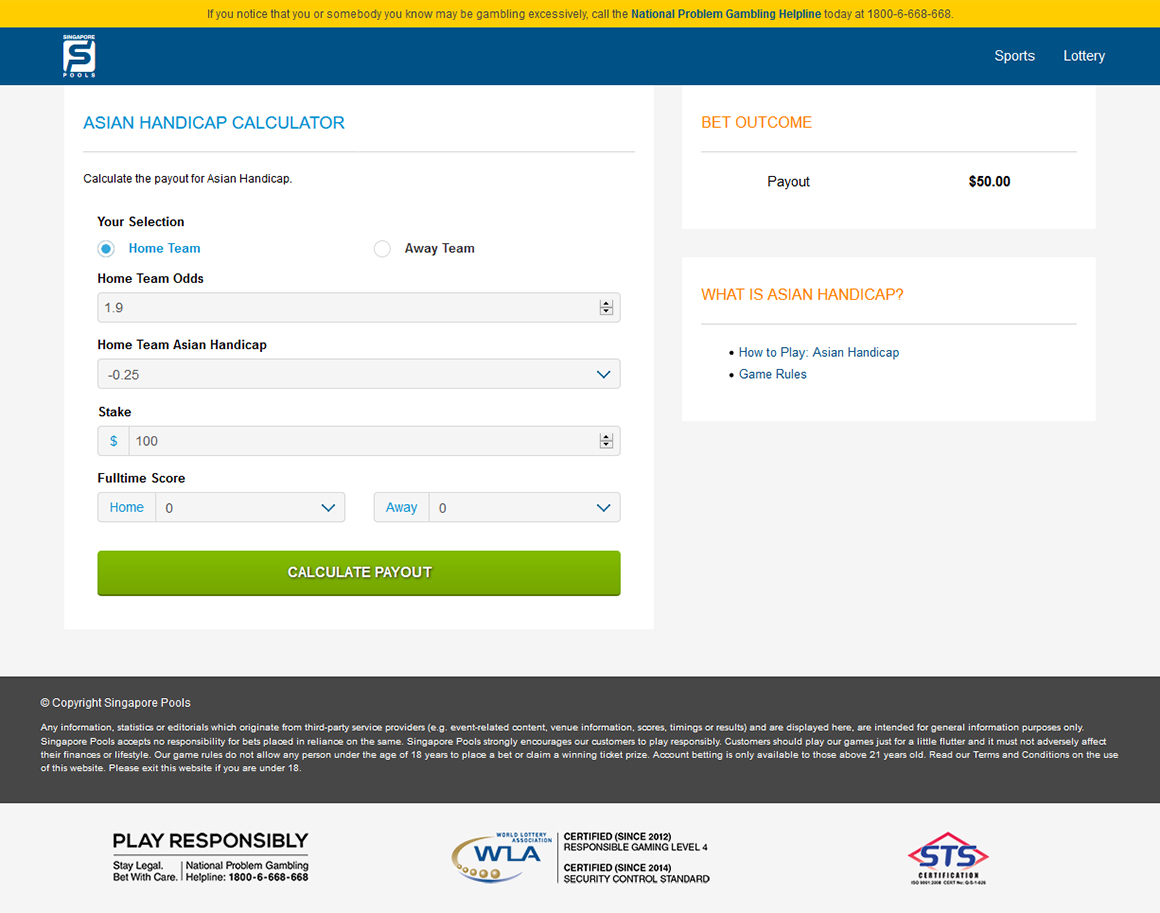 If you notice that you or somebody you know may be gambling excessively, call the National Problem Gambling Helpline today at 1800-6-668-668.
SINGAPORE
S
POOLS
Sports
Lottery
ASIAN HANDICAP CALCULATOR
Calculate the payout for Asian Handicap.
Your Selection
Home Team
Away Team
Home Team Odds
1.9
Home Team Asian Handicap
-0.25
Stake
$ 100
Fulltime Score
Home 0
Away 0
CALCULATE PAYOUT
BET OUTCOME
Payout $50.00
WHAT IS ASIAN HANDICAP?
• How to Play: Asian Handicap
• Game Rules
© Copyright Singapore Pools
Any information, statistics or editorials which originate from third-party service providers (e.g. event-related content, venue information, scores, timings or results) and are displayed here, are intended for general information purposes only.
Singapore Pools accepts no responsibility for bets placed in reliance on the same. Singapore Pools strongly encourages our customers to play responsibly. Customers should play our games just for a little flutter and it must not adversely affect
their finances or lifestyle. Our game rules do not allow any person under the age of 18 years to place a bet or claim a winning ticket prize. Account betting is only available to those above 21 years old. Read our Terms and Conditions on the use
of this website. Please exit this website if you are under 18.
PLAY RESPONSIBLY
Stay Legal.
Bet With Care.
National Problem Gambling
Helpline: 1800-6-668-668
WORLD LOTTERY
ASSOCIATION
WLA
CERTIFIED (SINCE 2012)
RESPONSIBLE GAMING LEVEL 4
CERTIFIED (SINCE 2014)
SECURITY CONTROL STANDARD
STS
CERTIFICATION
ISO 9001:2008 CERT No: Q-S-1-026